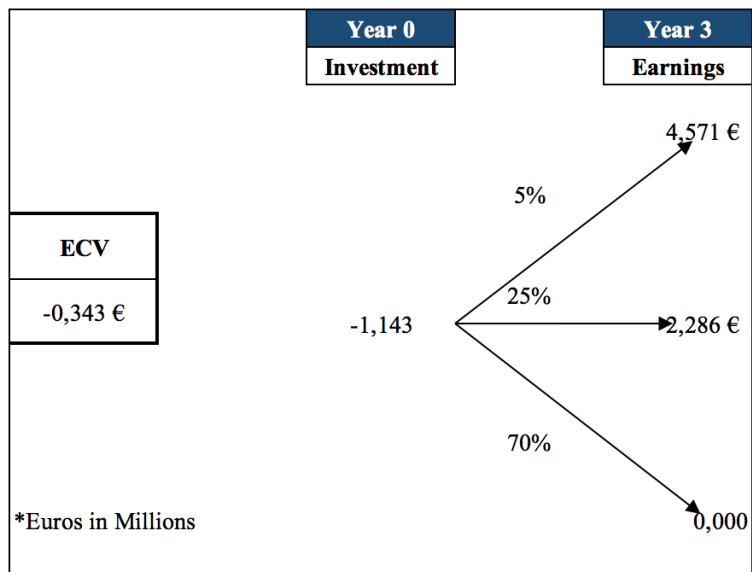 Year 0 Year 3
Investment Earnings
4,571 €
5%
ECV
25%
-0,343 €
-1,143 2,286 €
70%
*Euros in Millions 0,000